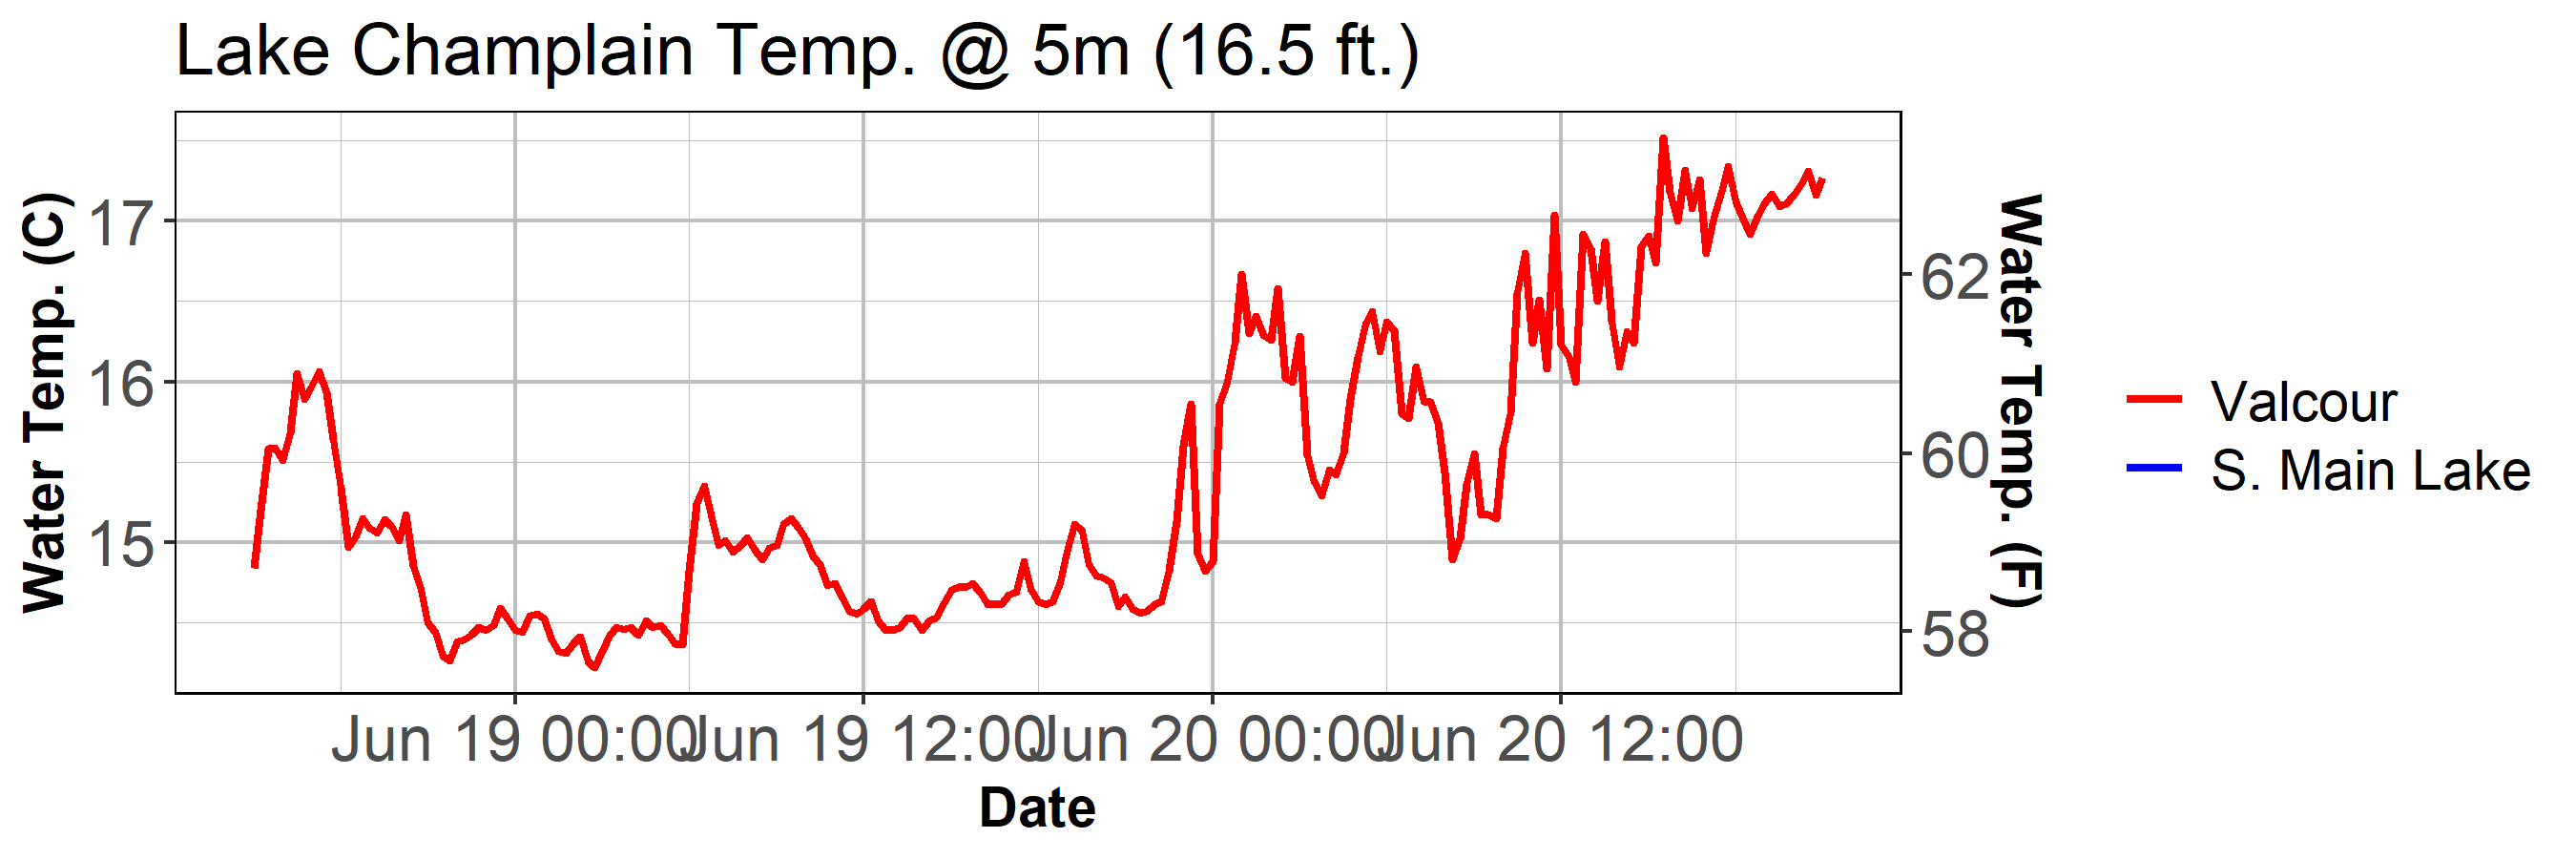 Lake Champlain Temp. @ 5m (16.5 ft.)
Water Temp. (C)
17
16
15
62
60
58
Water Temp. (F)
Jun 19 00:00
Jun 19 12:00
Jun 20 00:00
Jun 20 12:00
Date
Valcour
S. Main Lake